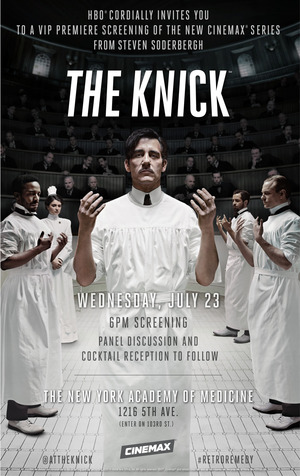 HBO® CORDIALLY INVITES YOU
TO A VIP PREMIERE SCREENING OF THE NEW CINEMAX® SERIES
FROM STEVEN SODERBERGH
THE KNICK™
WEDNESDAY, JULY 23
6PM SCREENING
PANEL DISCUSSION AND
COCKTAIL RECEPTION TO FOLLOW
THE NEW YORK ACADEMY OF MEDICINE
1216 5TH AVE.
(ENTER ON 103RD ST.)
CINEMAX
@ATTHEKNICK
#RETROREMEDY